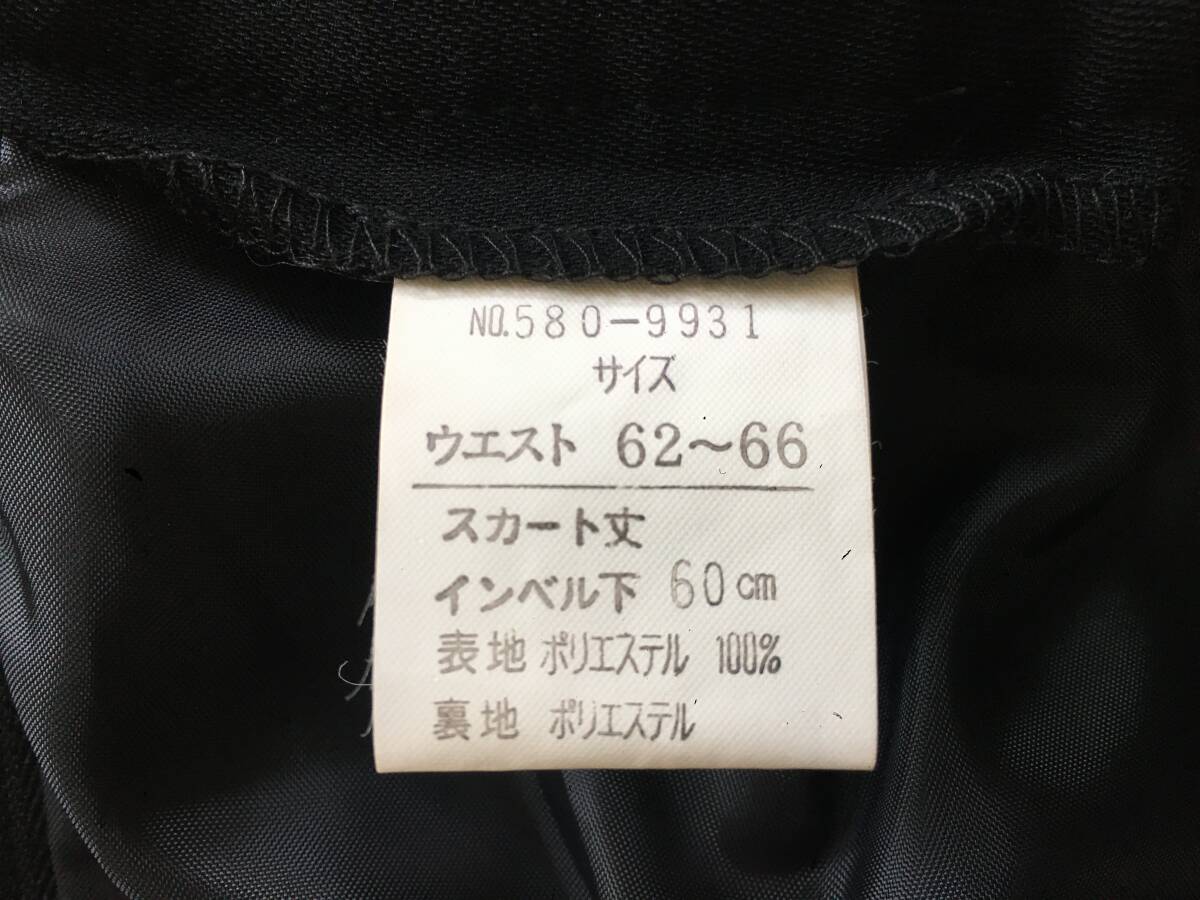 NO.580-9931
サイズ
ウエスト 62~66
スカート丈
インベル下 60cm
表地 ポリエステル 100%
裏地 ポリエステル